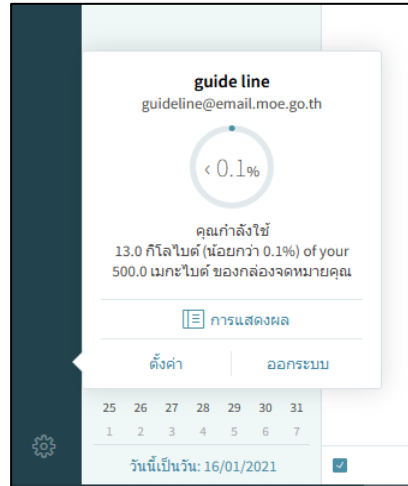 guide line
guideline@email.moe.go.th
< 0.1%
คุณกำลังใช้
13.0 กิโลไบต์ (น้อยกว่า 0.1%) of your
500.0 เมกะไบต์ ของกล่องจดหมายคุณ
การแสดงผล
ตั้งค่า ออกระบบ
25 26 27 28 29 30 31
1 2 3 4 5 6 7
วันนี้เป็นวัน: 16/01/2021